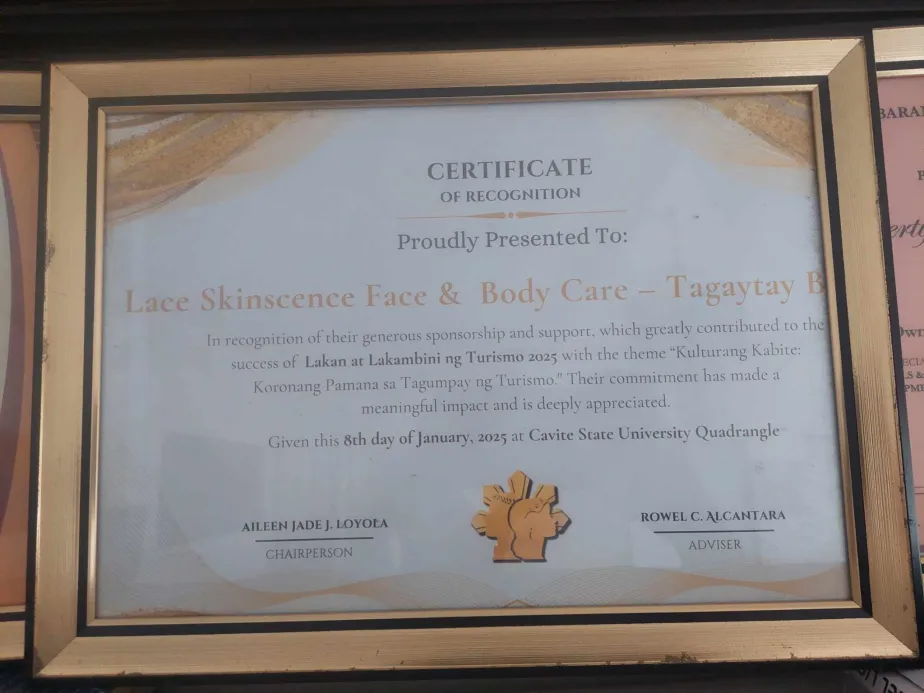 CERTIFICATE
OF RECOGNITION
Proudly Presented To:
Lace Skinscence Face & Body Care – Tagaytay B
In recognition of their generous sponsorship and support, which greatly contributed to the
success of Lakan at Lakambini ng Turismo 2025 with the theme “Kulturang Kabite:
Koronang Pamana sa Tagumpay ng Turismo.” Their commitment has made a
meaningful impact and is deeply appreciated.
Given this 8th day of January, 2025 at Cavite State University Quadrangle
AILEEN JADE J. LOYOLA
CHAIRPERSON
ROWEL C. ALCANTARA
ADVISER